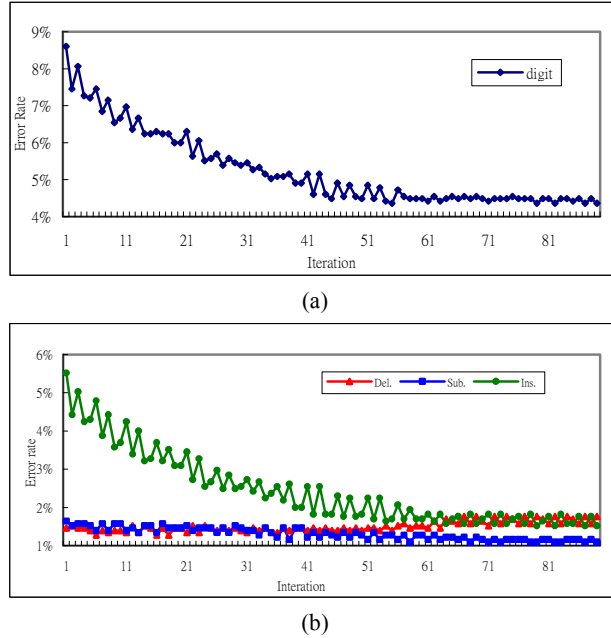 9%
8%
7%
6%
5%
4%
Error Rate
digit
1 11 21 31 41 51 61 71 81
Iteration
(a)
6%
5%
4%
3%
2%
1%
Error rate
Del. Sub. Ins.
1 11 21 31 41 51 61 71 81
Iteration
(b)